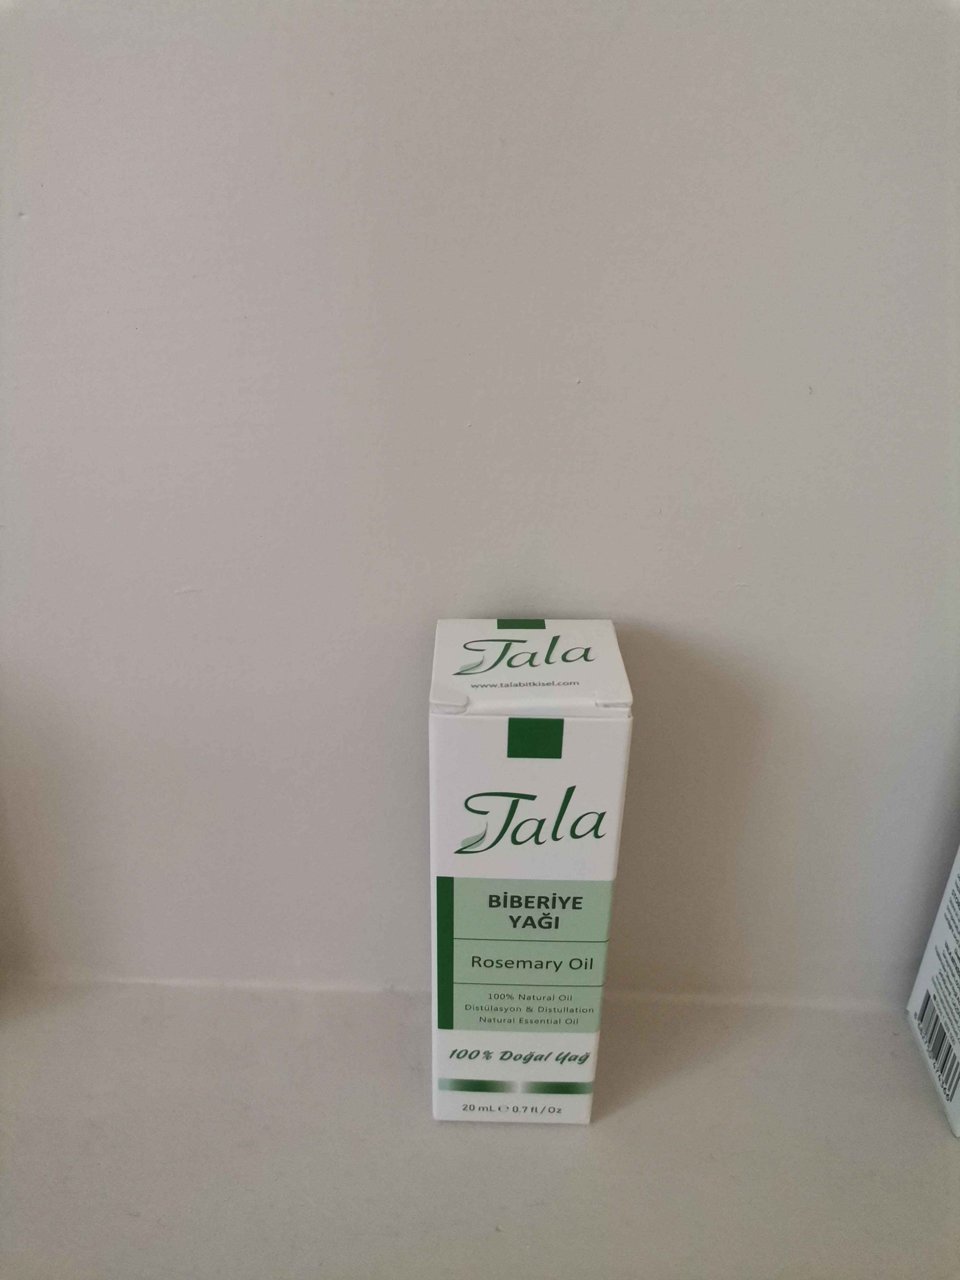 Tala
www.talabitkisel.com
Tala
BİBERİYE
YAĞI
Rosemary Oil
100% Natural Oil
Distülasyon & Distullation
Natural Essential Oil
100% Doğal Yağ
20 mL ℮ 0.7 fl/Oz